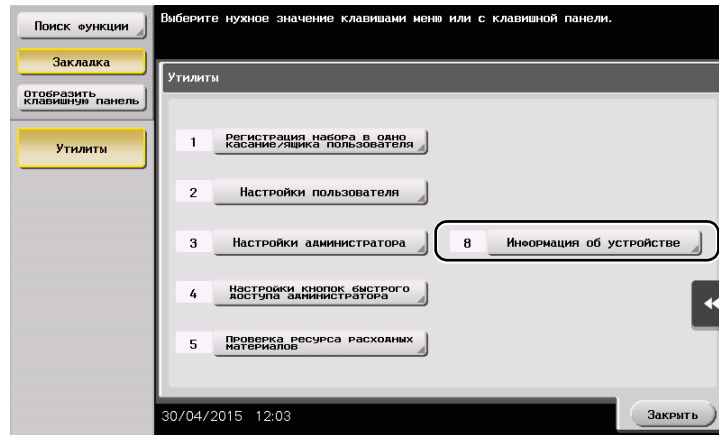 Поиск функции
Выберите нужное значение клавишами меню или с клавишной панели.
Закладка
Отобразить
клавишную панель
Утилиты
Утилиты
1 Регистрация набора в одно
касание/ящика пользователя
2 Настройки пользователя
3 Настройки администратора
8 Информация об устройстве
4 Настройки кнопок быстрого
доступа администратора
5 Проверка ресурса расходных
материалов
30/04/2015 12:03
Закрыть